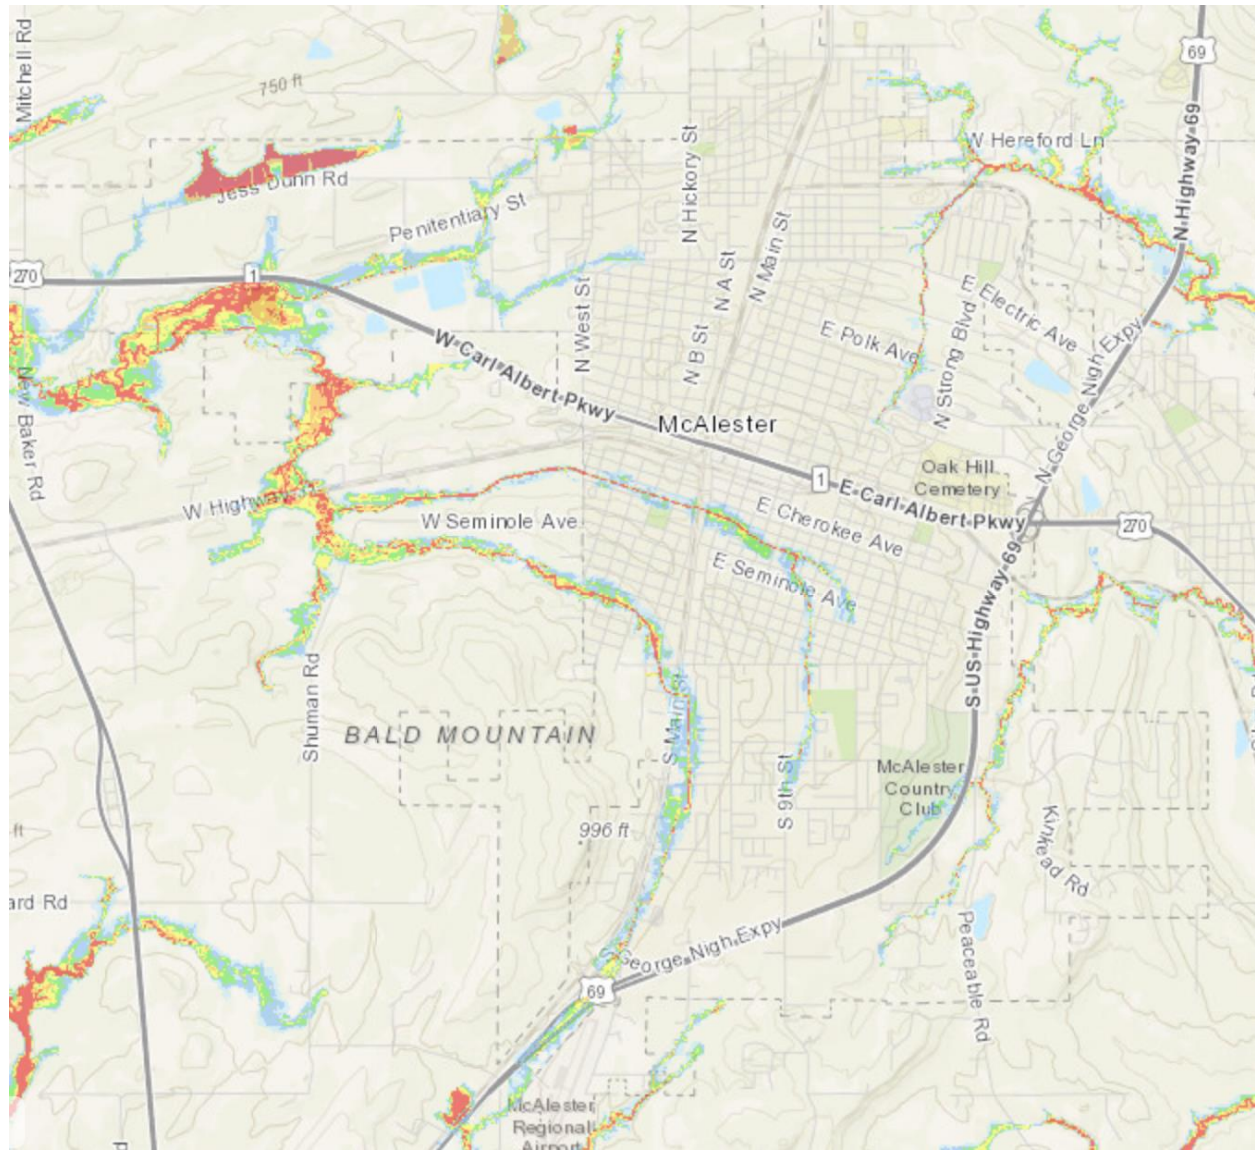 Mitchell Rd
69
750 ft
N Hickory St
W Hereford Ln
N Highway 69
Jess Dunn Rd
Penitentiary St
N Main St
270
1
N A St
N West St
E Electric Ave
N B St
E Polk Ave
N Strong Blvd
N George Nigh Expy
W Carl Albert Pkwy
New Baker Rd
McAlester
Oak Hill
Cemetery
1
E Carl Albert Pkwy
W Highway
W Seminole Ave
E Cherokee Ave
270
E Seminole Ave
S US Highway 69
Shuman Rd
S Main St
BALD MOUNTAIN
S 9th St
McAlester
Country
Club
996 ft
ft
Kinkead Rd
ard Rd
Peaceable Rd
S George Nigh Expy
69
McAlester
Regional
Airport